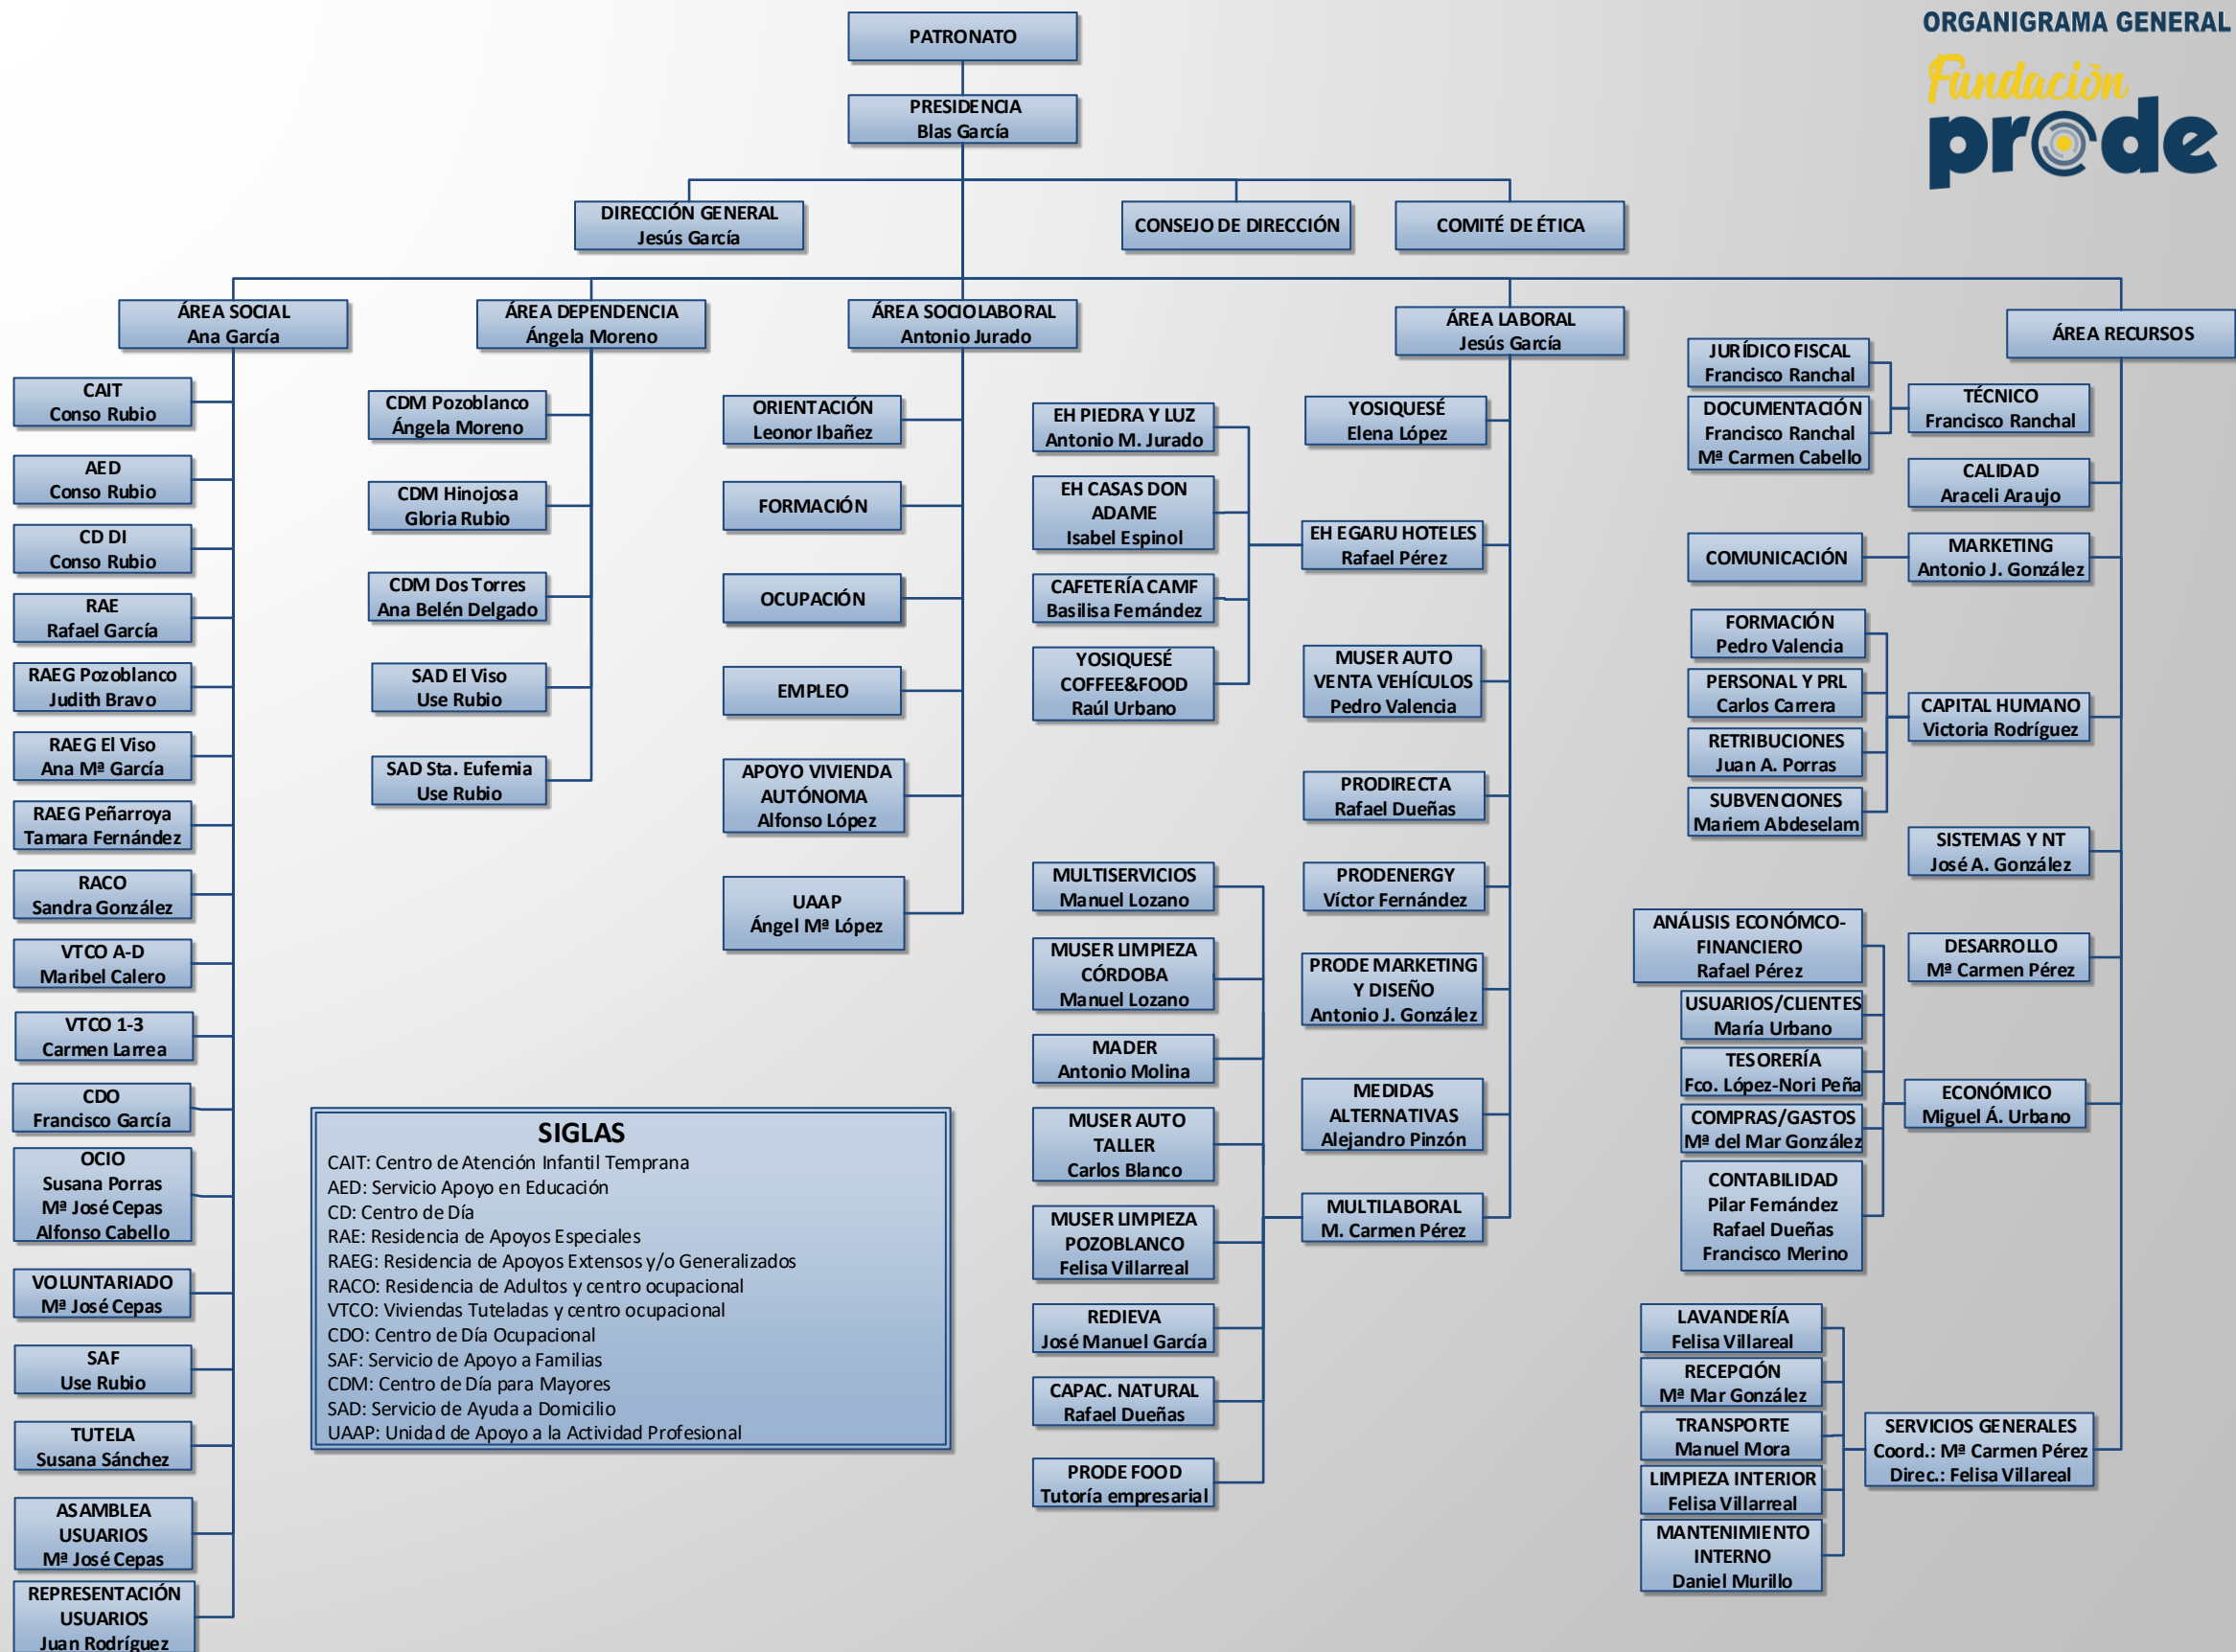 ORGANIGRAMA GENERAL
Fundación
prode
PATRONATO
PRESIDENCIA
Blas García
DIRECCIÓN GENERAL
Jesús García
CONSEJO DE DIRECCIÓN
COMITÉ DE ÉTICA
ÁREA SOCIAL
Ana García
CAIT
Conso Rubio
AED
Conso Rubio
CD DI
Conso Rubio
RAE
Rafael García
RAEG Pozoblanco
Judith Bravo
RAEG El Viso
Ana Mª García
RAEG Peñarroya
Tamara Fernández
RACO
Sandra González
VTCO A-D
Maribel Calero
VTCO 1-3
Carmen Larrea
CDO
Francisco García
OCIO
Susana Porras
Mª José Cepas
Alfonso Cabello
VOLUNTARIADO
Mª José Cepas
SAF
Use Rubio
TUTELA
Susana Sánchez
ASAMBLEA
USUARIOS
Mª José Cepas
REPRESENTACIÓN
USUARIOS
Juan Rodríguez
ÁREA DEPENDENCIA
Ángela Moreno
CDM Pozoblanco
Ángela Moreno
CDM Hinojosa
Gloria Rubio
CDM Dos Torres
Ana Belén Delgado
SAD El Viso
Use Rubio
SAD Sta. Eufemia
Use Rubio
ÁREA SOCIOLABORAL
Antonio Jurado
ORIENTACIÓN
Leonor Ibañez
FORMACIÓN
OCUPACIÓN
EMPLEO
APOYO VIVIENDA
AUTÓNOMA
Alfonso López
UAAP
Ángel Mª López
ÁREA LABORAL
Jesús García
YOSIQUESÉ
Elena López
EH EGARU HOTELES
Rafael Pérez
EH PIEDRA Y LUZ
Antonio M. Jurado
EH CASAS DON
ADAME
Isabel Espinol
CAFETERÍA CAMF
Basilisa Fernández
YOSIQUESÉ
COFFEE&FOOD
Raúl Urbano
MUSER AUTO
VENTA VEHÍCULOS
Pedro Valencia
PRODIRECTA
Rafael Dueñas
PRODENERGY
Víctor Fernández
PRODE MARKETING
Y DISEÑO
Antonio J. González
MEDIDAS
ALTERNATIVAS
Alejandro Pinzón
MULTILABORAL
M. Carmen Pérez
MULTISERVICIOS
Manuel Lozano
MUSER LIMPIEZA
CÓRDOBA
Manuel Lozano
MADER
Antonio Molina
MUSER AUTO
TALLER
Carlos Blanco
MUSER LIMPIEZA
POZOBLANCO
Felisa Villarreal
REDIEVA
José Manuel García
CAPAC. NATURAL
Rafael Dueñas
PRODE FOOD
Tutoría empresarial
ÁREA RECURSOS
TÉCNICO
Francisco Ranchal
JURÍDICO FISCAL
Francisco Ranchal
DOCUMENTACIÓN
Francisco Ranchal
Mª Carmen Cabello
CALIDAD
Araceli Araujo
MARKETING
Antonio J. González
COMUNICACIÓN
CAPITAL HUMANO
Victoria Rodríguez
FORMACIÓN
Pedro Valencia
PERSONAL Y PRL
Carlos Carrera
RETRIBUCIONES
Juan A. Porras
SUBVENCIONES
Mariem Abdeselam
SISTEMAS Y NT
José A. González
DESARROLLO
Mª Carmen Pérez
ECONÓMICO
Miguel Á. Urbano
ANÁLISIS ECONÓMCO-
FINANCIERO
Rafael Pérez
USUARIOS/CLIENTES
María Urbano
TESORERÍA
Fco. López-Nori Peña
COMPRAS/GASTOS
Mª del Mar González
CONTABILIDAD
Pilar Fernández
Rafael Dueñas
Francisco Merino
SERVICIOS GENERALES
Coord.: Mª Carmen Pérez
Direc.: Felisa Villareal
LAVANDERÍA
Felisa Villareal
RECEPCIÓN
Mª Mar González
TRANSPORTE
Manuel Mora
LIMPIEZA INTERIOR
Felisa Villarreal
MANTENIMIENTO
INTERNO
Daniel Murillo
SIGLAS
CAIT: Centro de Atención Infantil Temprana
AED: Servicio Apoyo en Educación
CD: Centro de Día
RAE: Residencia de Apoyos Especiales
RAEG: Residencia de Apoyos Extensos y/o Generalizados
RACO: Residencia de Adultos y centro ocupacional
VTCO: Viviendas Tuteladas y centro ocupacional
CDO: Centro de Día Ocupacional
SAF: Servicio de Apoyo a Familias
CDM: Centro de Día para Mayores
SAD: Servicio de Ayuda a Domicilio
UAAP: Unidad de Apoyo a la Actividad Profesional